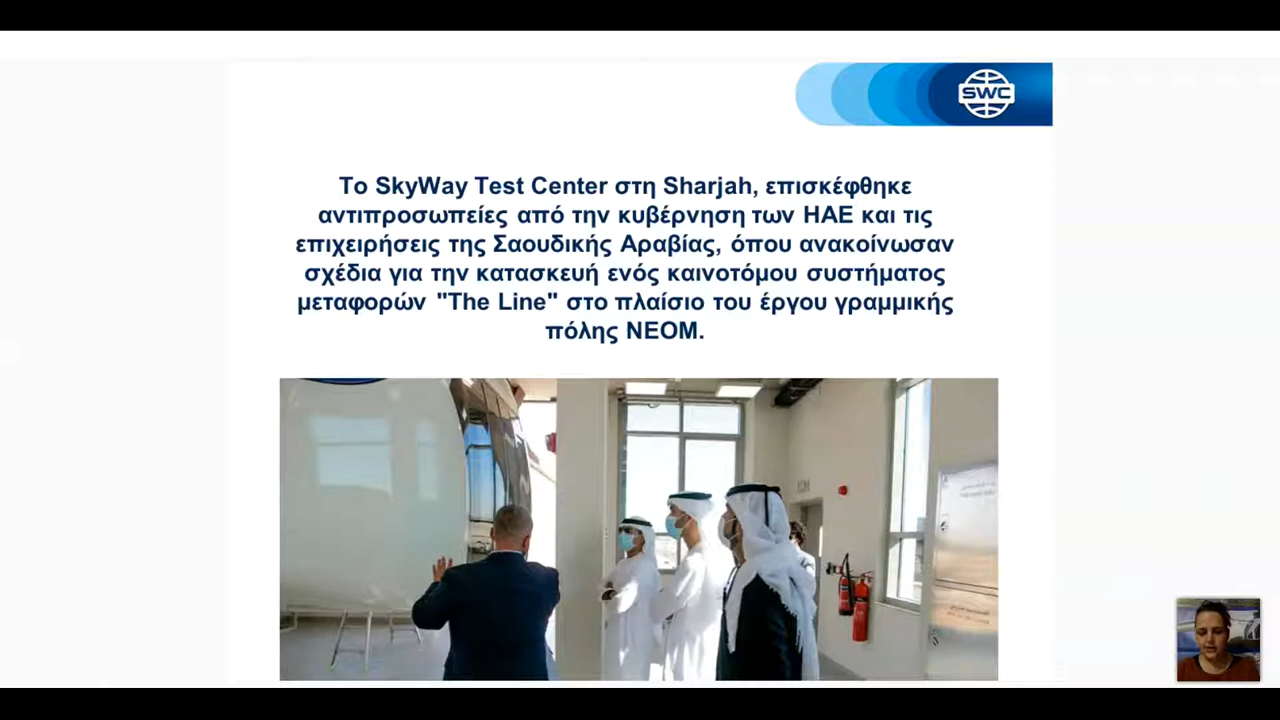 SWC
Το SkyWay Test Center στη Sharjah, επισκέφθηκε
αντιπροσωπείες από την κυβέρνηση των ΗΑΕ και τις
επιχειρήσεις της Σαουδικής Αραβίας, όπου ανακοίνωσαν
σχέδια για την κατασκευή ενός καινοτόμου συστήματος
μεταφορών "The Line" στο πλαίσιο του έργου γραμμικής
πόλης NEOM.